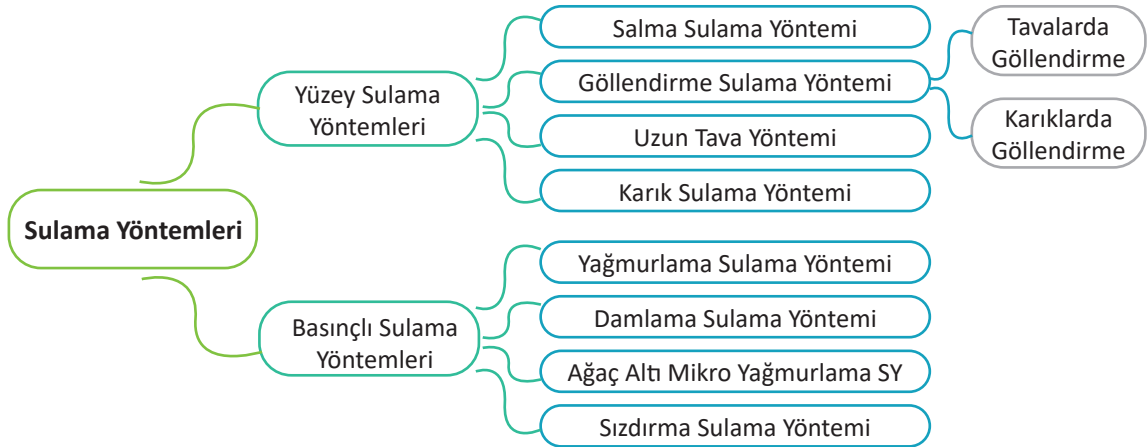 Sulama Yöntemleri
Yüzey Sulama
Yöntemleri
Salma Sulama Yöntemi
Göllendirme Sulama Yöntemi
Tavalarda
Göllendirme
Karıklarda
Göllendirme
Uzun Tava Yöntemi
Karık Sulama Yöntemi
Basınçlı Sulama
Yöntemleri
Yağmurlama Sulama Yöntemi
Damlama Sulama Yöntemi
Ağaç Altı Mikro Yağmurlama SY
Sızdırma Sulama Yöntemi